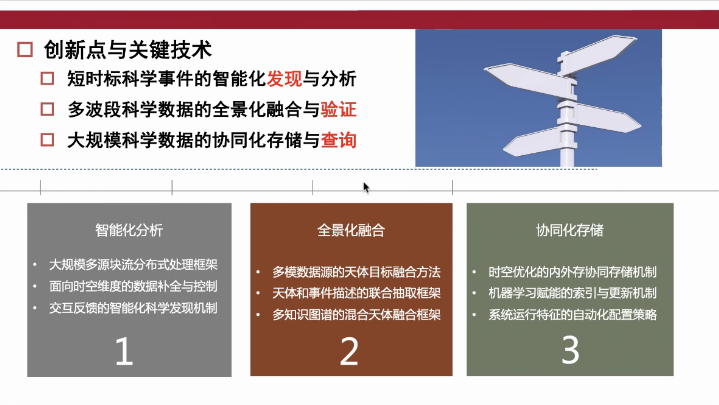 创新点与关键技术
短时标科学事件的智能化发现与分析
多波段科学数据的全景化融合与验证
大规模科学数据的协同化存储与查询
智能化分析
• 大规模多源块流分布式处理框架
• 面向时空维度的数据补全与控制
• 交互反馈的智能化科学发现机制
1
全景化融合
• 多模数据源的天体目标融合方法
• 天体和事件描述的联合抽取框架
• 多知识图谱的混合天体融合框架
2
协同化存储
• 时空优化的内外存协同存储机制
• 机器学习赋能的索引与更新机制
• 系统运行特征的自动化配置策略
3